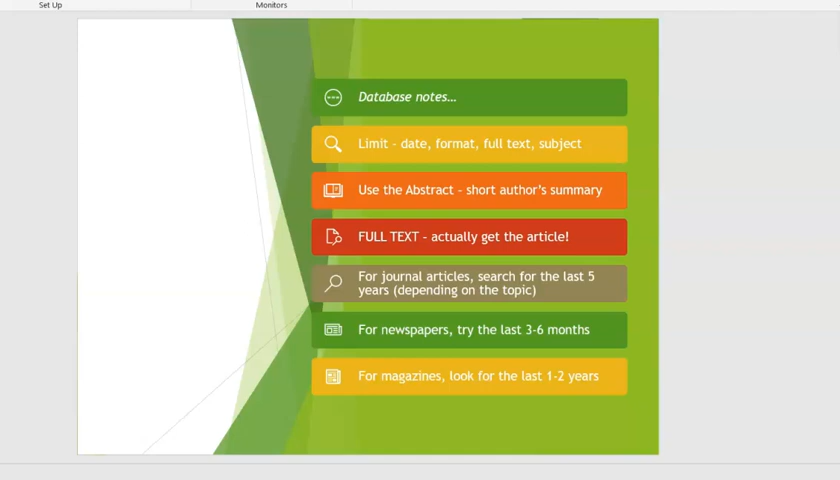 Set Up
Monitors
Database notes…
Limit – date, format, full text, subject
Use the Abstract – short author's summary
FULL TEXT – actually get the article!
For journal articles, search for the last 5
years (depending on the topic)
For newspapers, try the last 3-6 months
For magazines, look for the last 1-2 years